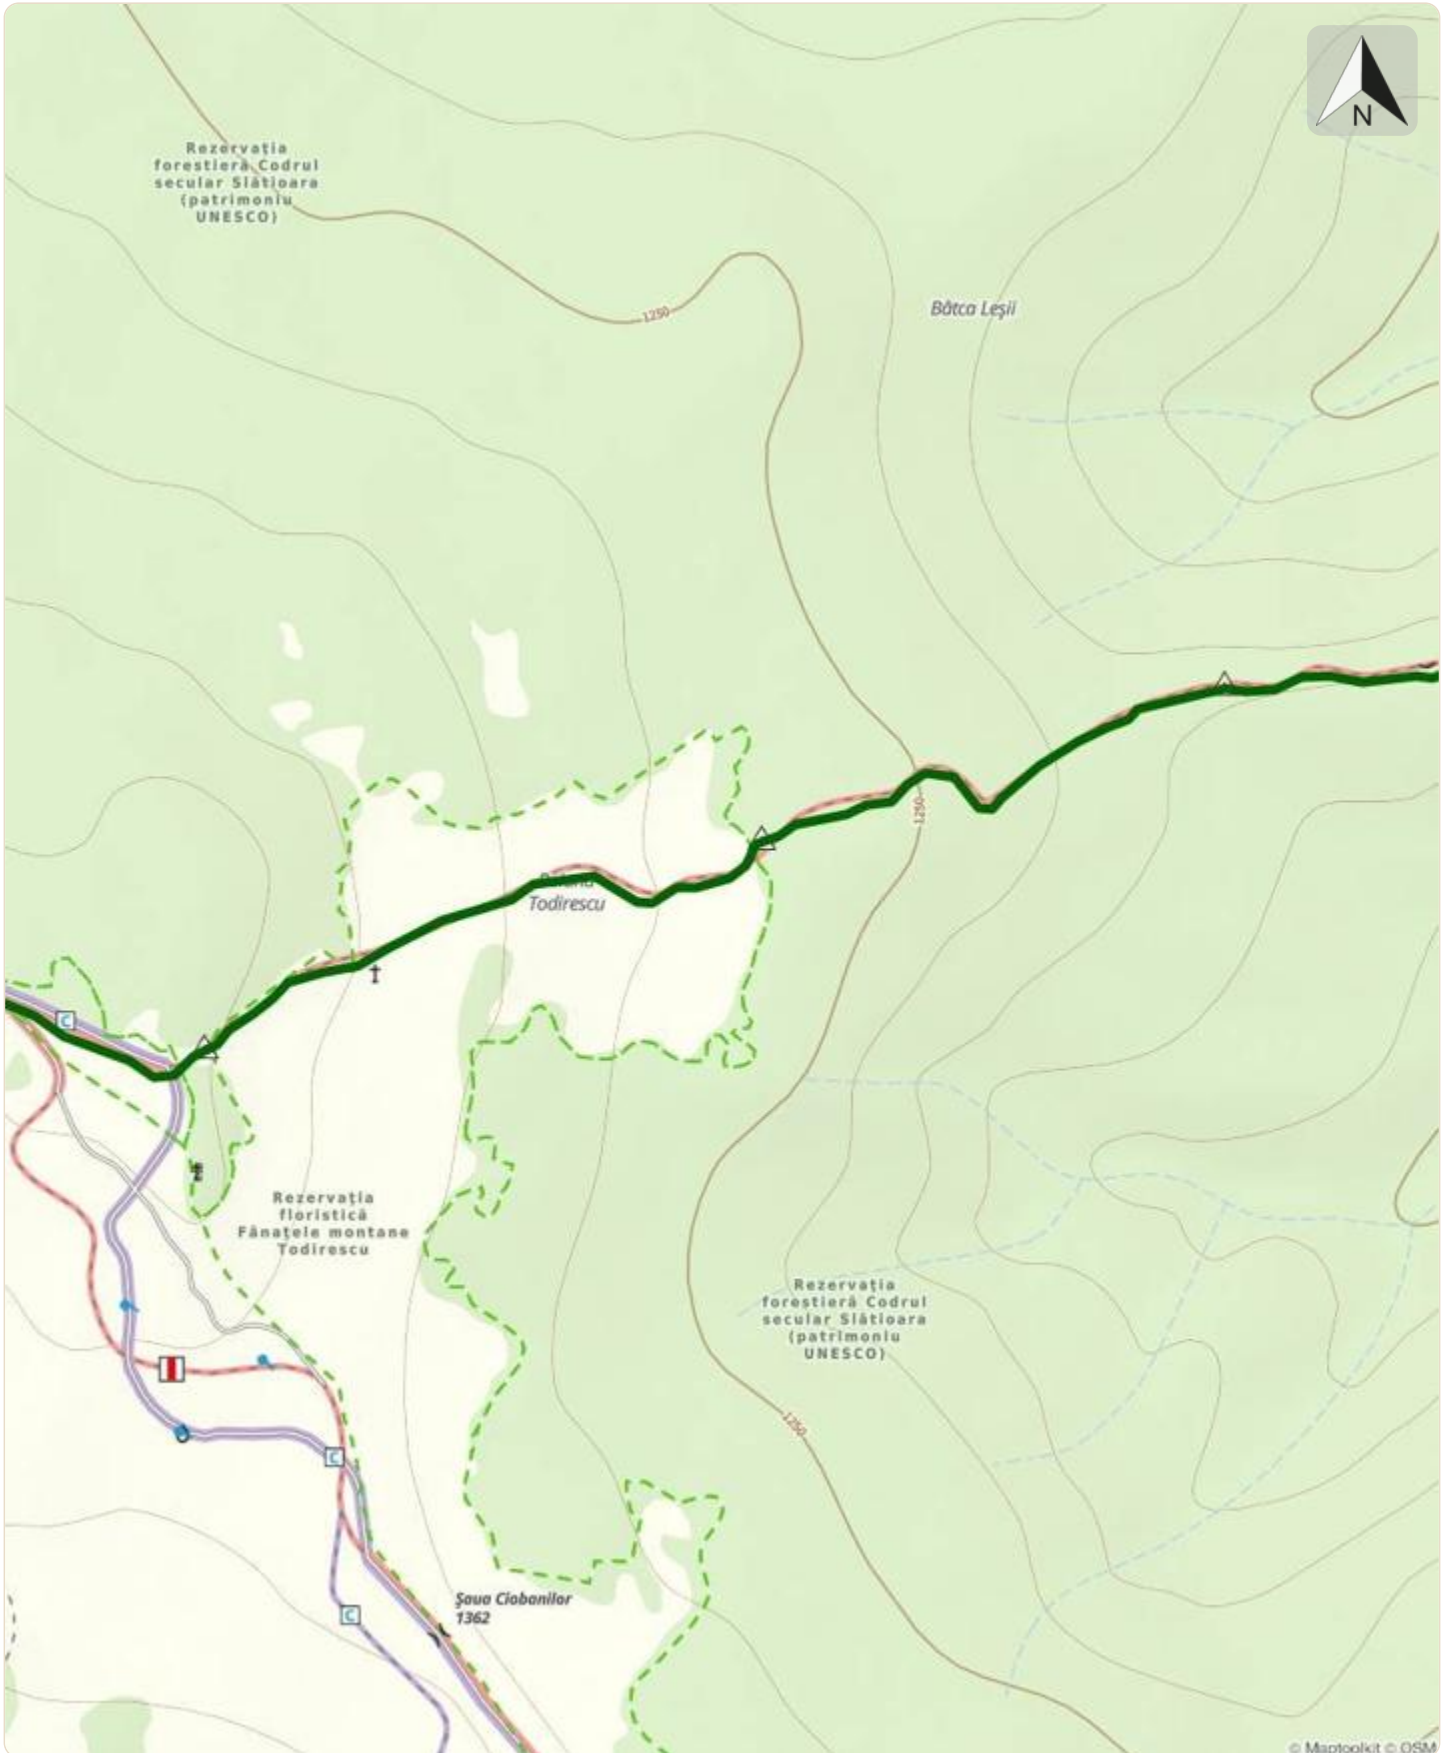 N
Rezervația
forestieră Codrul
secular Slătioara
(patrimoniu
UNESCO)
1250
Bâtca Leșii
1250
Todirescu
C
Rezervația
floristică
Fânațele montane
Todirescu
Rezervația
forestieră Codrul
secular Slătioara
(patrimoniu
UNESCO)
1250
C
Șaua Ciobanilor
1362
C
© Maptoolkit © OSM